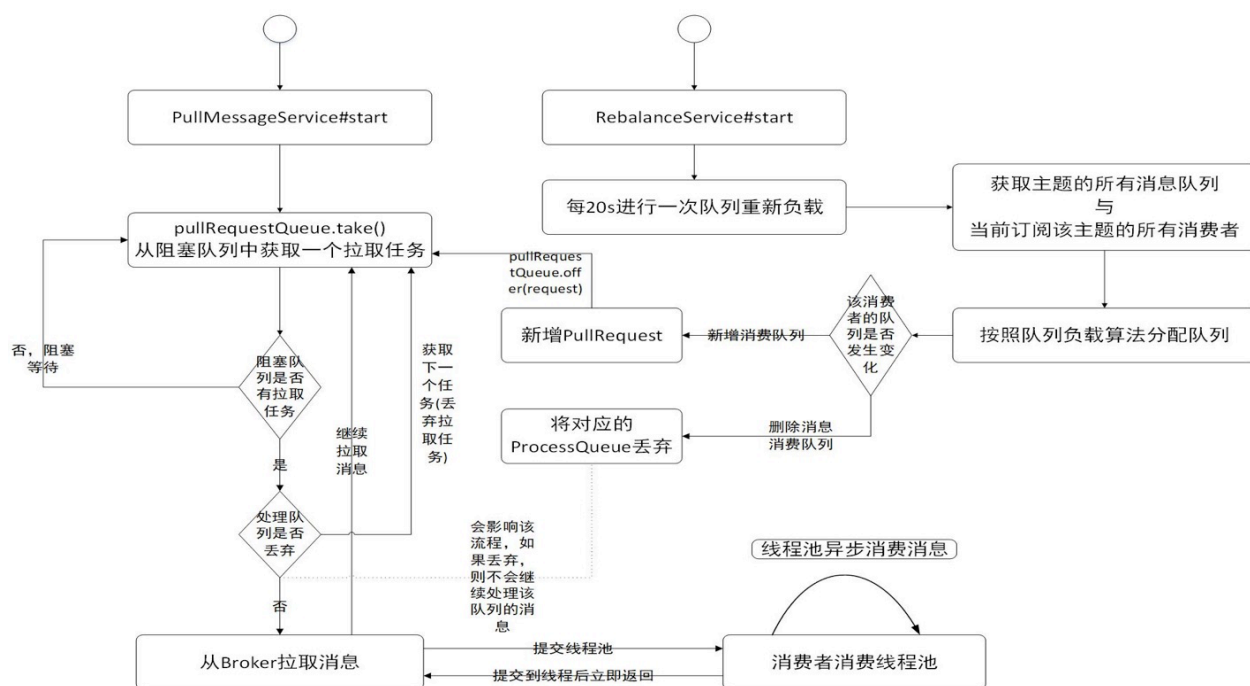 PullMessageService#start
RebalanceService#start
获取主题的所有消息队列
与
当前订阅该主题的所有消费者
每20s进行一次队列重新负载
pullRequestQueue.take()
从阻塞队列中获取一个拉取任务
pullReques
tQueue.off
er(request)
新增PullRequest
新增消费队列
该消费
者的队
列是否
发生变
化
按照队列负载算法分配队列
否，阻塞
等待
阻塞队
列是否
有拉取
任务
获取
下一
个任
务(丢
弃拉
取任
务)
继续
拉取
消息
将对应的
ProcessQueue丢弃
删除消息
消费队列
是
处理队
列是否
丢弃
会影响该
流程，如
果丢弃，
则不会继
续处理该
队列的消
息
线程池异步消费消息
否
从Broker拉取消息
提交线程池
提交到线程后立即返回
消费者消费线程池